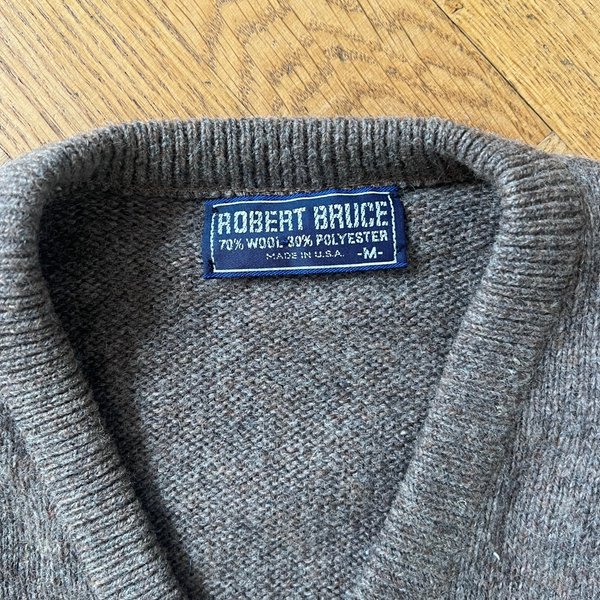 ROBERT BRUCE
70% WOOL 30% POLYESTER
MADE IN U.S.A. -M-